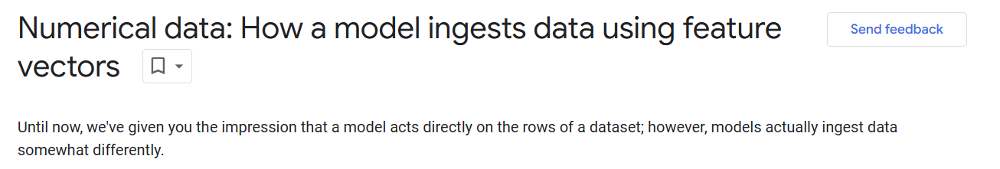 Numerical data: How a model ingests data using feature
vectors
Send feedback
Until now, we've given you the impression that a model acts directly on the rows of a dataset; however, models actually ingest data
somewhat differently.